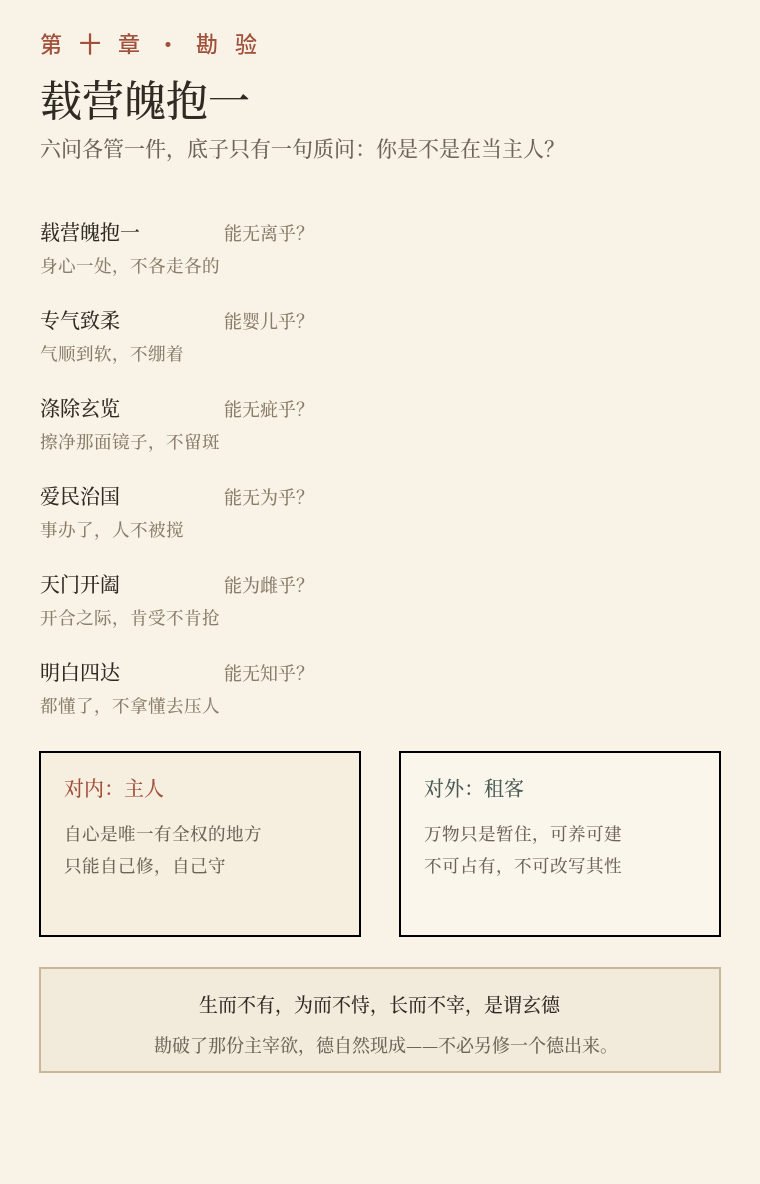 第十章·勘验
载营魄抱一
六问各管一件，底子只有一句质问：你是不是在当主人？
载营魄抱一 能无离乎？
身心一处，不各走各的
专气致柔 能婴儿乎？
气顺到软，不绷着
涤除玄览 能无疵乎？
擦净那面镜子，不留斑
爱民治国 能无为乎？
事办了，人不被搅
天门开阖 能为雌乎？
开合之际，肯受不肯抢
明白四达 能无知乎？
都懂了，不拿懂去压人
对内：主人
自心是唯一有全权的地方
只能自己修，自己守
对外：租客
万物只是暂住，可养可建
不可占有，不可改写其性
生而不有，为而不恃，长而不宰，是谓玄德
勘破了那份主宰欲，德自然现成——不必另修一个德出来。